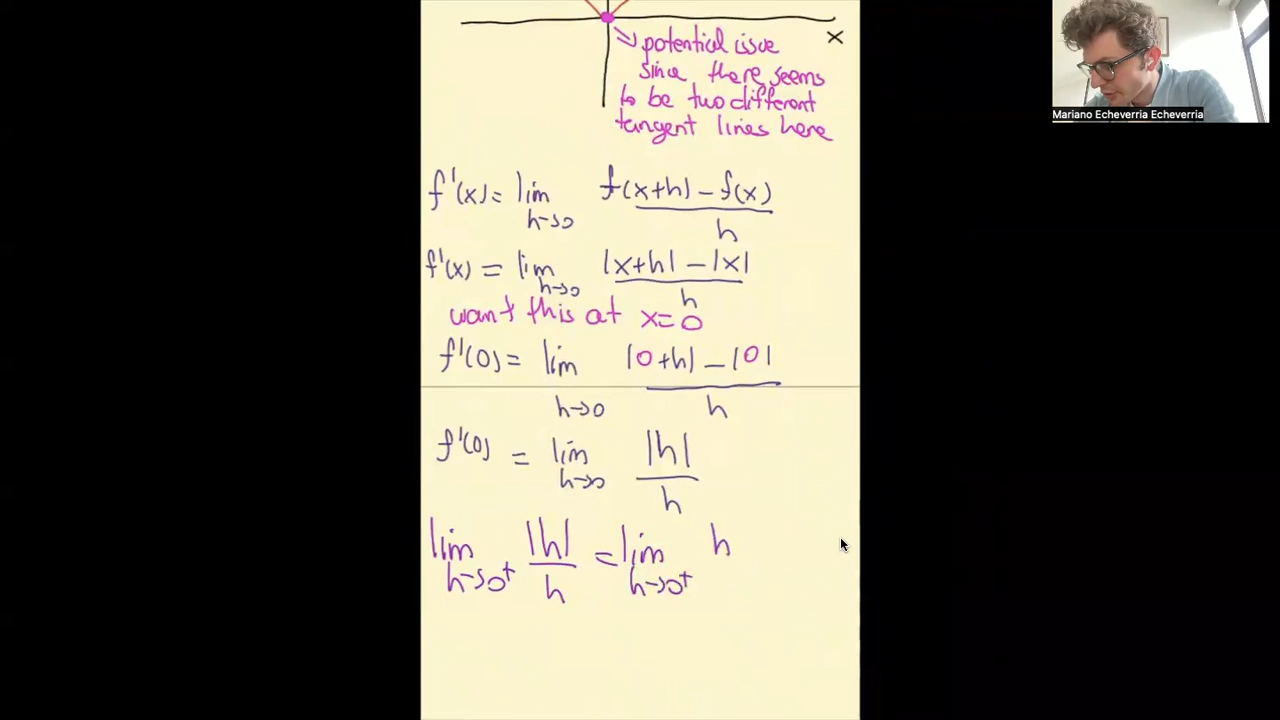 x
⇒ potential issue
since there seems
to be two different
tangent lines here
f'(x) = lim h→0 f(x+h) - f(x) / h
f'(x) = lim h→0 |x+h| - |x| / h
want this at x=0
f'(0) = lim h→0 |0+h| - |0| / h
f'(0) = lim h→0 |h| / h
lim h→0+ |h| / h = lim h→0+ h
Mariano Echeverria Echeverria